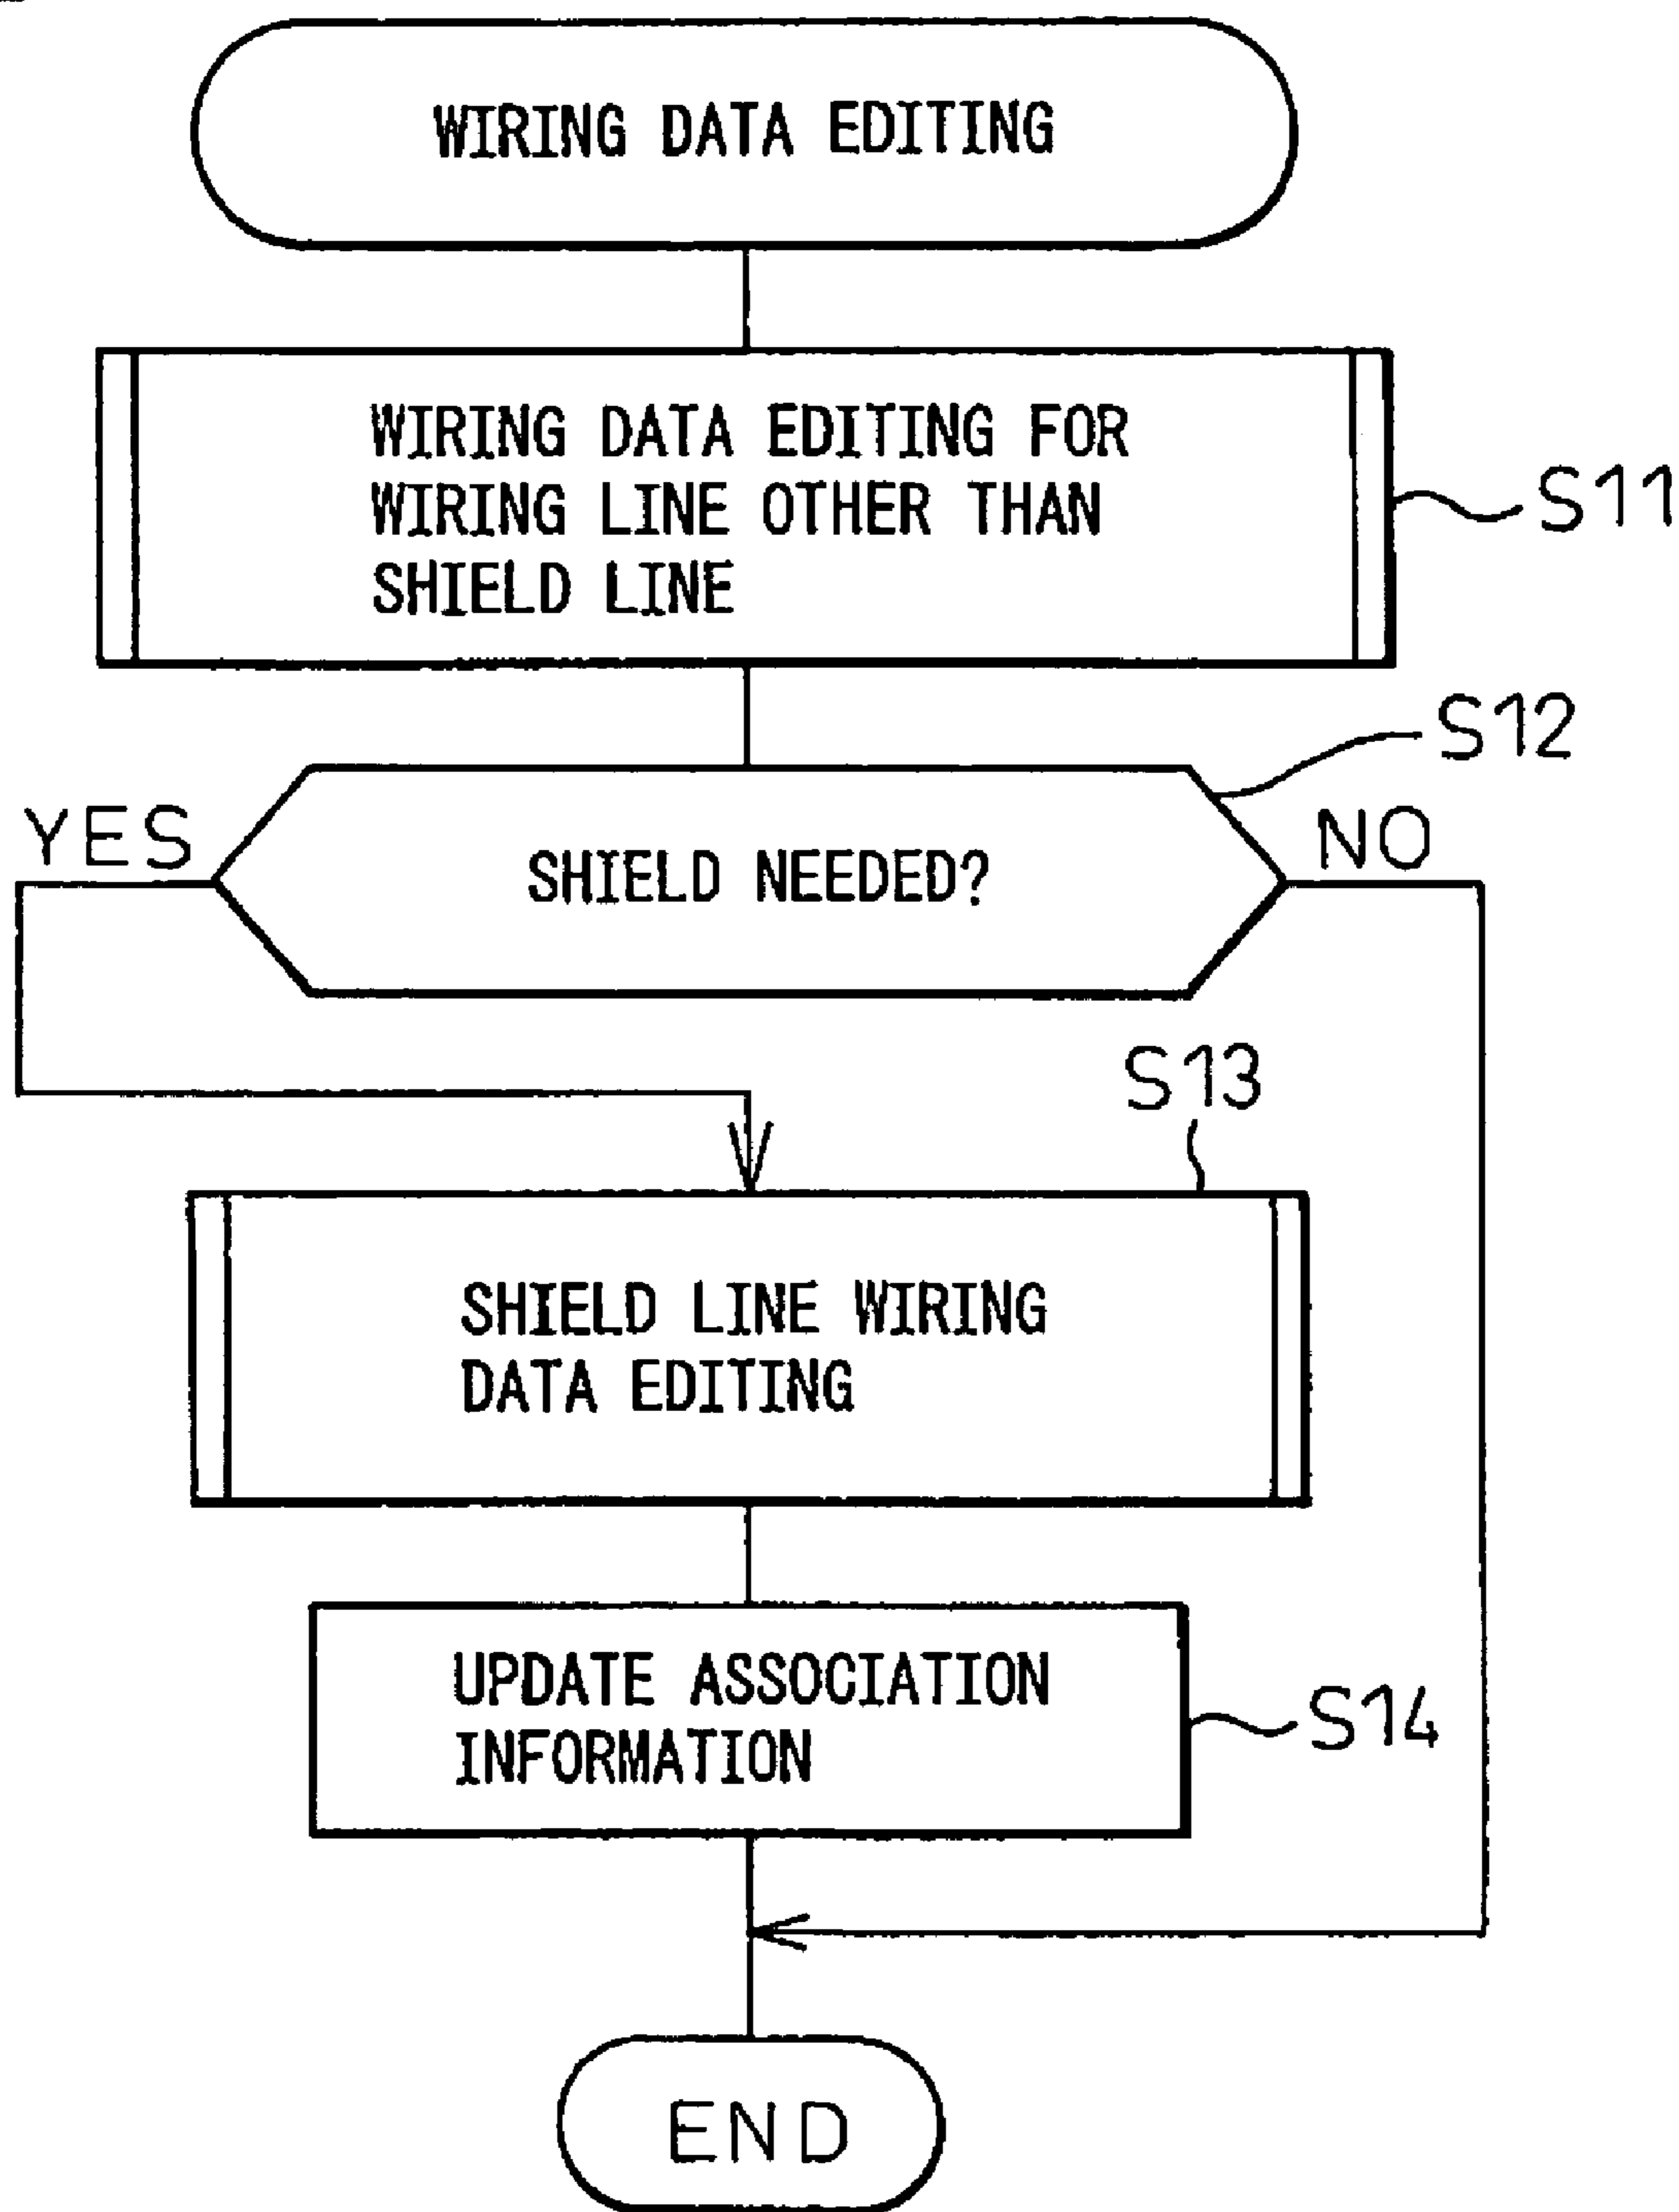 WIRING DATA EDITING
WIRING DATA EDITING FOR
WIRING LINE OTHER THAN
SHIELD LINE
S11
S12
YES
SHIELD NEEDED?
NO
S13
SHIELD LINE WIRING
DATA EDITING
UPDATE ASSOCIATION
INFORMATION
S14
END